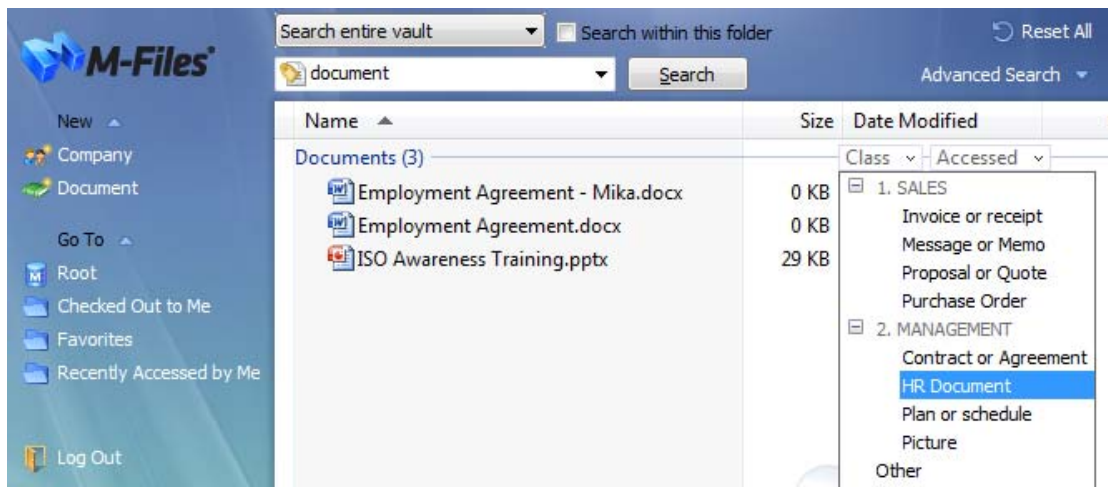 M-Files
Search entire vault
Search within this folder
Reset All
document
Search
Advanced Search
New
Company
Document
Go To
Root
Checked Out to Me
Favorites
Recently Accessed by Me
Log Out
Name Size Date Modified
Documents (3) Class Accessed
Employment Agreement - Mika.docx 0 KB
Employment Agreement.docx 0 KB
ISO Awareness Training.pptx 29 KB
1. SALES
Invoice or receipt
Message or Memo
Proposal or Quote
Purchase Order
2. MANAGEMENT
Contract or Agreement
HR Document
Plan or schedule
Picture
Other